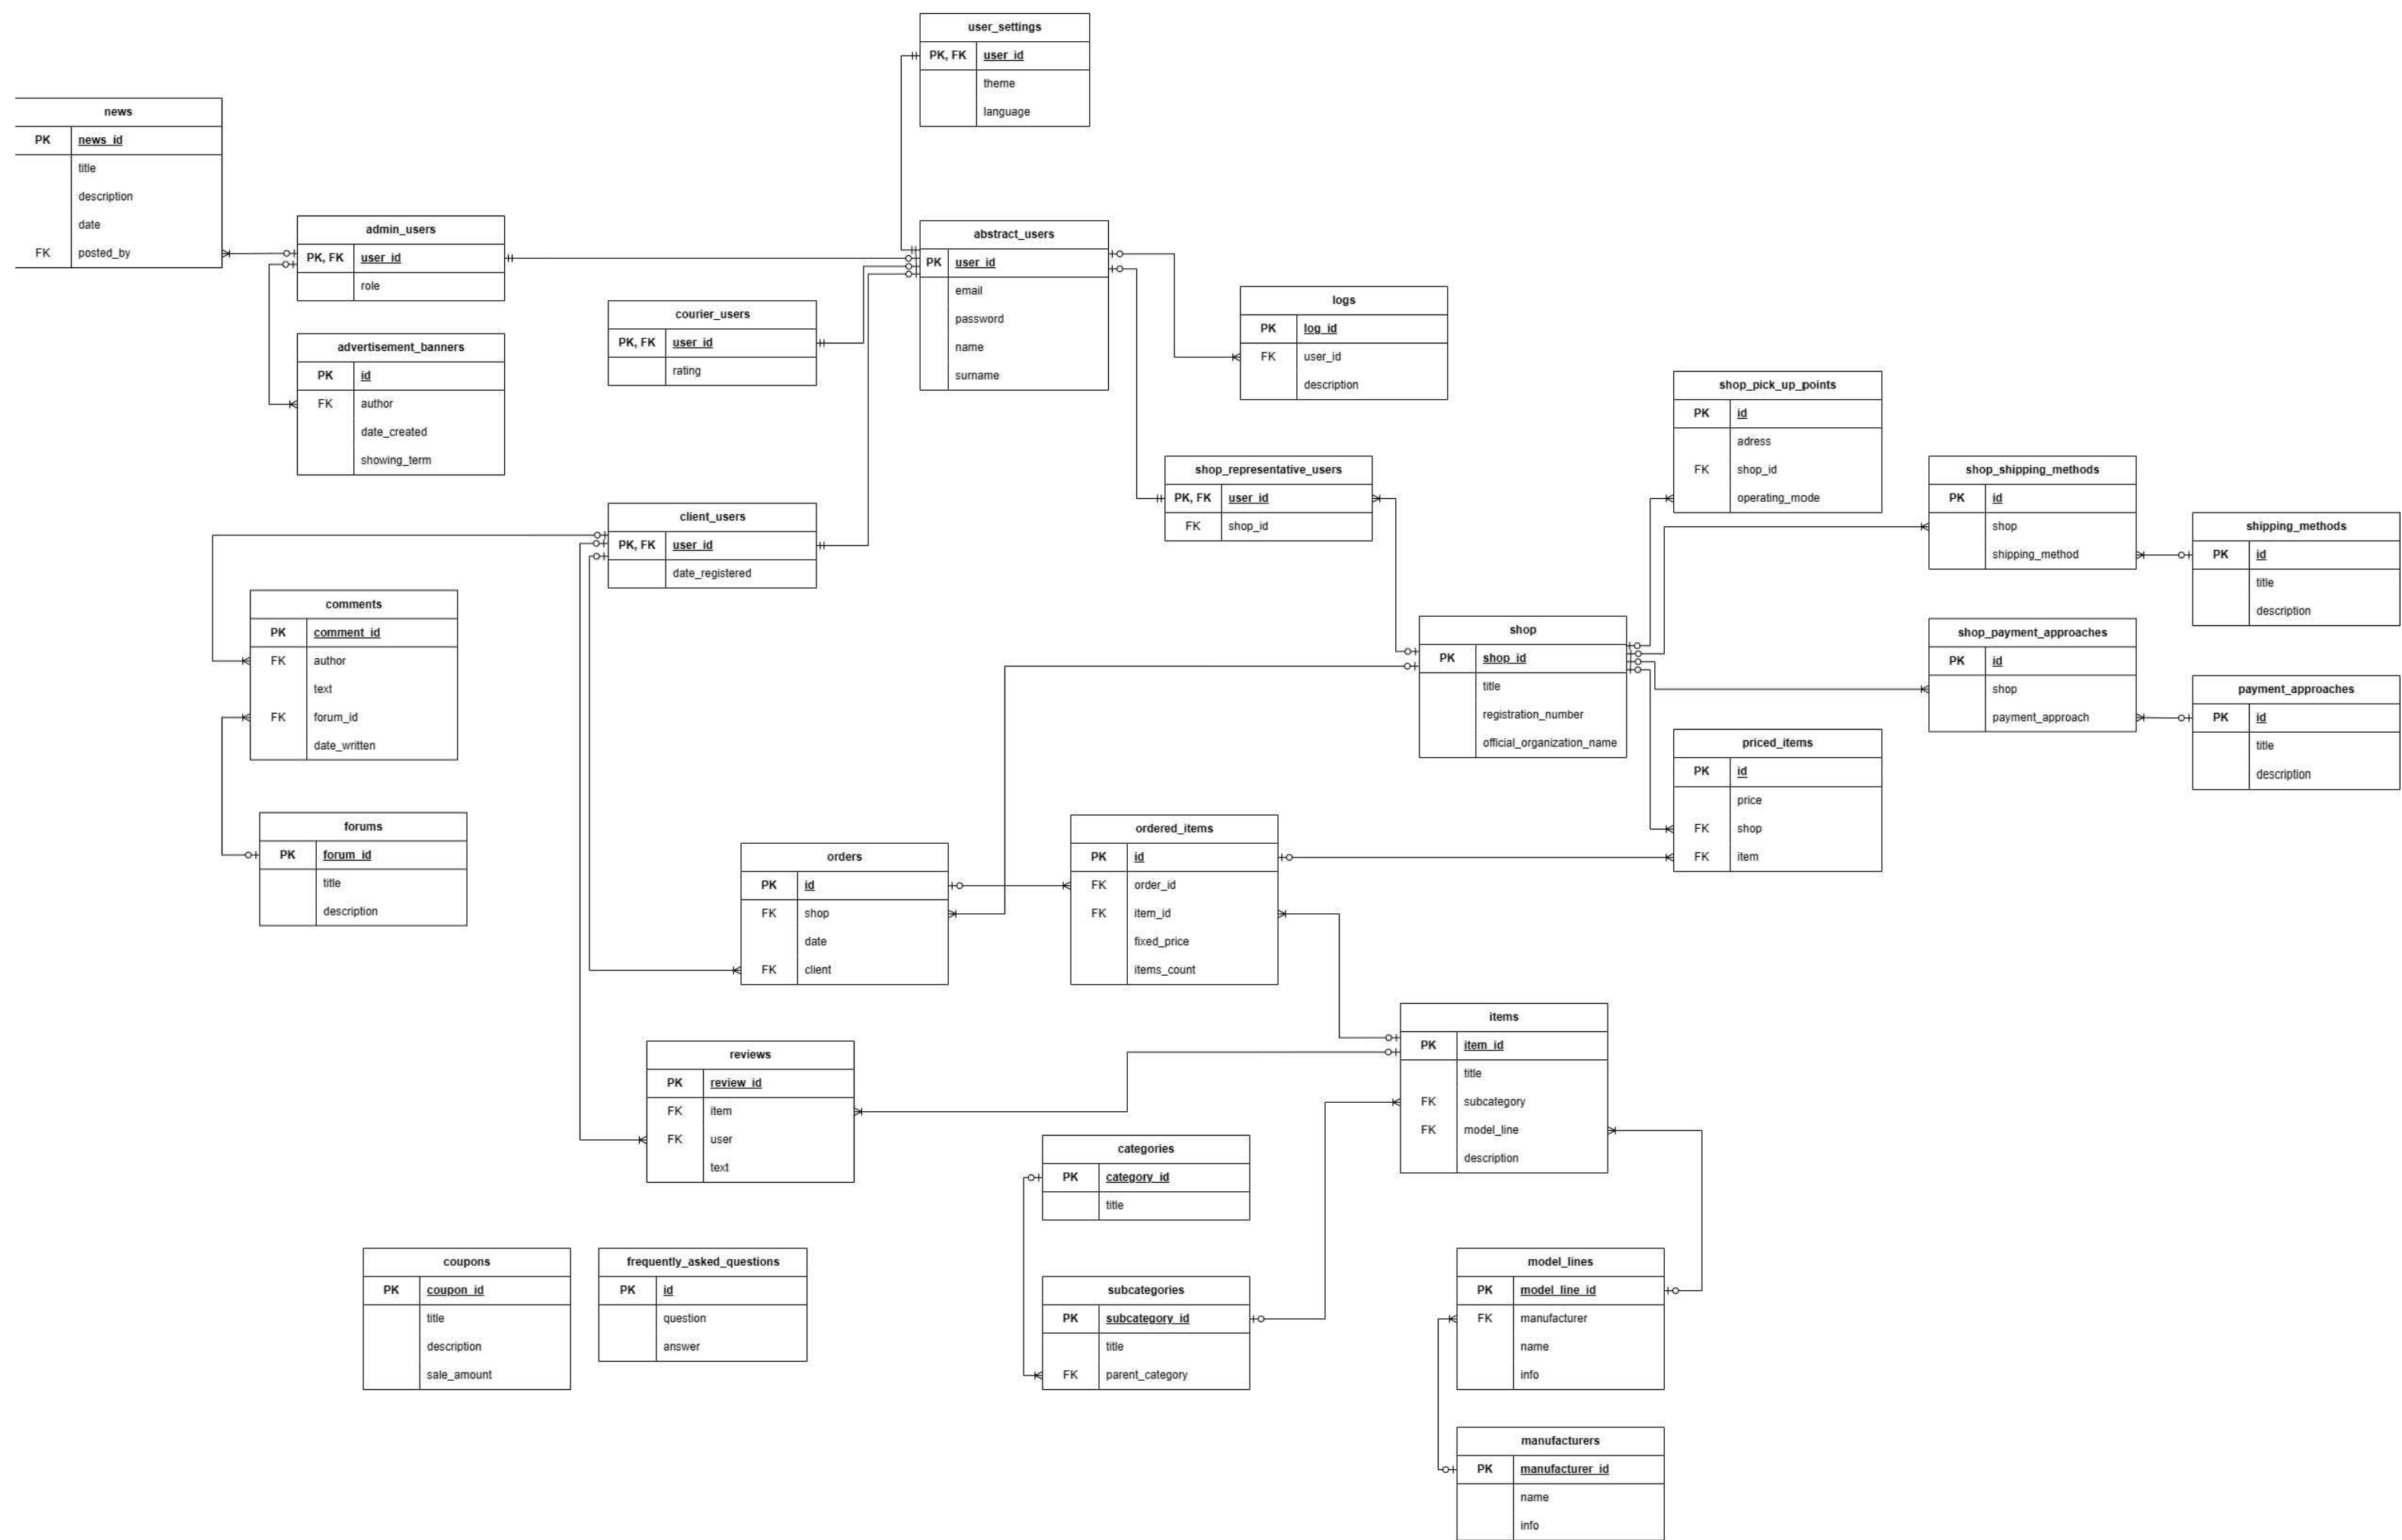 user_settings
PK, FK user_id
theme
language
news
PK news_id
title
description
date
FK posted_by
admin_users
PK, FK user_id
role
abstract_users
PK user_id
email
password
name
surname
courier_users
PK, FK user_id
rating
logs
PK log_id
FK user_id
description
advertisement_banners
PK id
FK author
date_created
showing_term
shop_pick_up_points
PK id
adress
FK shop_id
operating_mode
shop_representative_users
PK, FK user_id
FK shop_id
shop_shipping_methods
PK id
shop
shipping_method
shipping_methods
PK id
title
description
client_users
PK, FK user_id
date_registered
comments
PK comment_id
FK author
text
FK forum_id
date_written
shop
PK shop_id
title
registration_number
official_organization_name
shop_payment_approaches
PK id
shop
payment_approach
payment_approaches
PK id
title
description
priced_items
PK id
price
FK shop
FK item
forums
PK forum_id
title
description
orders
PK id
FK shop
date
FK client
ordered_items
PK id
FK order_id
FK item_id
fixed_price
items_count
items
PK item_id
title
FK subcategory
FK model_line
description
reviews
PK review_id
FK item
FK user
text
categories
PK category_id
title
coupons
PK coupon_id
title
description
sale_amount
frequently_asked_questions
PK id
question
answer
subcategories
PK subcategory_id
title
FK parent_category
model_lines
PK model_line_id
FK manufacturer
name
info
manufacturers
PK manufacturer_id
name
info